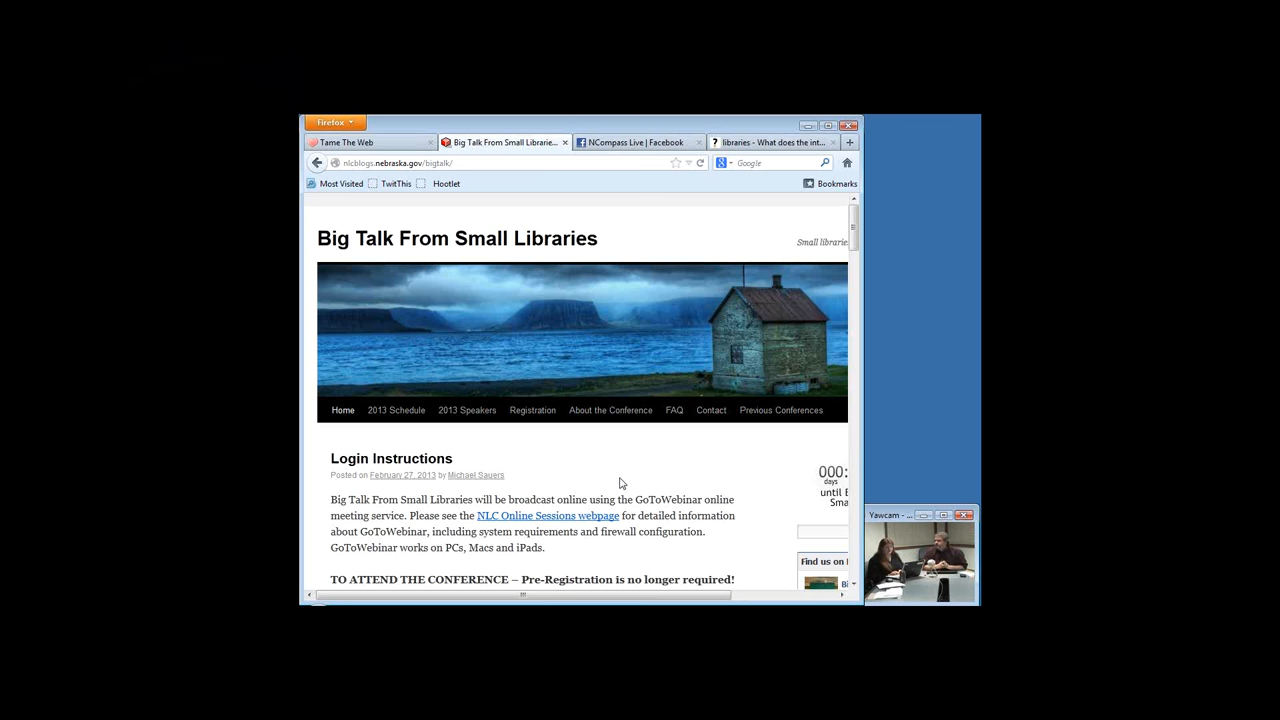 Firefox
Tame The Web
Big Talk From Small Librarie...
NCompass Live | Facebook
libraries - What does the int...
nlcblogs.nebraska.gov/bigtalk/
Google
Most Visited
TwitThis
Hootlet
Bookmarks
Big Talk From Small Libraries
Small librarie
Home
2013 Schedule
2013 Speakers
Registration
About the Conference
FAQ
Contact
Previous Conferences
Login Instructions
Posted on February 27, 2013 by Michael Sauers
Big Talk From Small Libraries will be broadcast online using the GoToWebinar online
meeting service. Please see the NLC Online Sessions webpage for detailed information
about GoToWebinar, including system requirements and firewall configuration.
GoToWebinar works on PCs, Macs and iPads.
TO ATTEND THE CONFERENCE – Pre-Registration is no longer required!
000:
days
until B
Sma
Find us on
Bi
Yawcam - ...